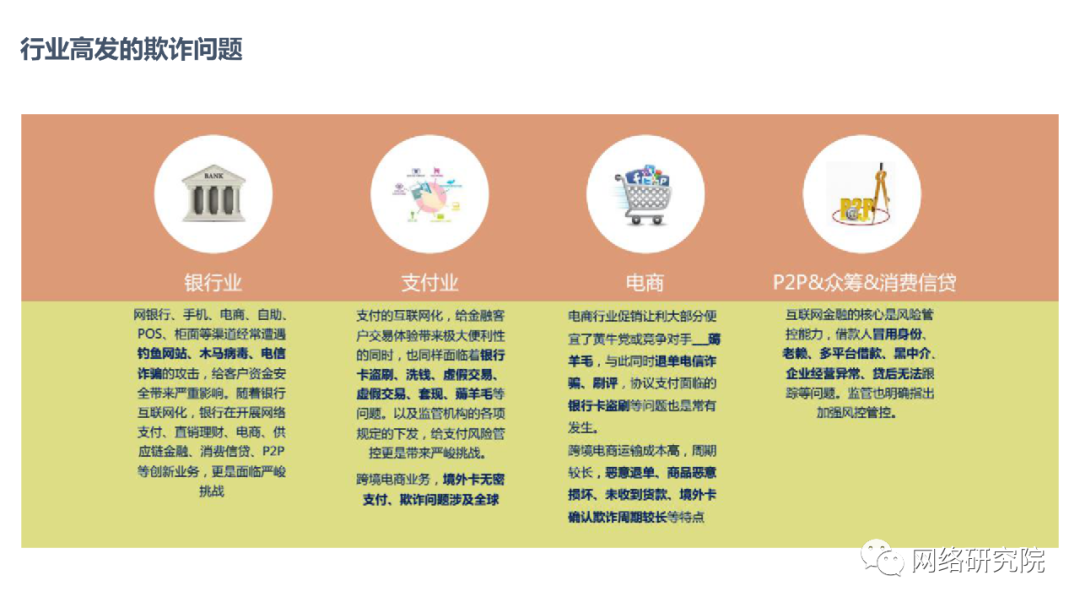 行业高发的欺诈问题
BANK
银行业
网银行、手机、电商、自助、
POS、柜面等渠道经常遭遇
钓鱼网站、木马病毒、电信
诈骗的攻击，给客户资金安
全带来严重影响。随着银行
互联网化，银行在开展网络
支付、直销理财、电商、供
应链金融、消费信贷、P2P
等创新业务，更是面临严峻
挑战
支付业
支付的互联网化，给金融客
户交易体验带来极大便利性
的同时，也同样面临着银行
卡盗刷、洗钱、虚假交易、
虚假交易、套现、薅羊毛等
问题。以及监管机构的各项
规定的下发，给支付风险管
控更是带来严峻挑战。
跨境电商业务，境外卡无密
支付、欺诈问题涉及全球
电商
电商行业促销让利大部分便
宜了黄牛党或竞争对手__薅
羊毛，与此同时退单电信诈
骗、刷评，协议支付面临的
银行卡盗刷等问题也是常有
发生。
跨境电商运输成本高，周期
较长，恶意退单、商品恶意
损坏、未收到货款、境外卡
确认欺诈周期较长等特点
P2P
P2P&众筹&消费信贷
互联网金融的核心是风险管
控能力，借款人冒用身份、
老赖、多平台借款、黑中介、
企业经营异常、贷后无法跟
踪等问题。监管也明确指出
加强风控管控。
网络研究院